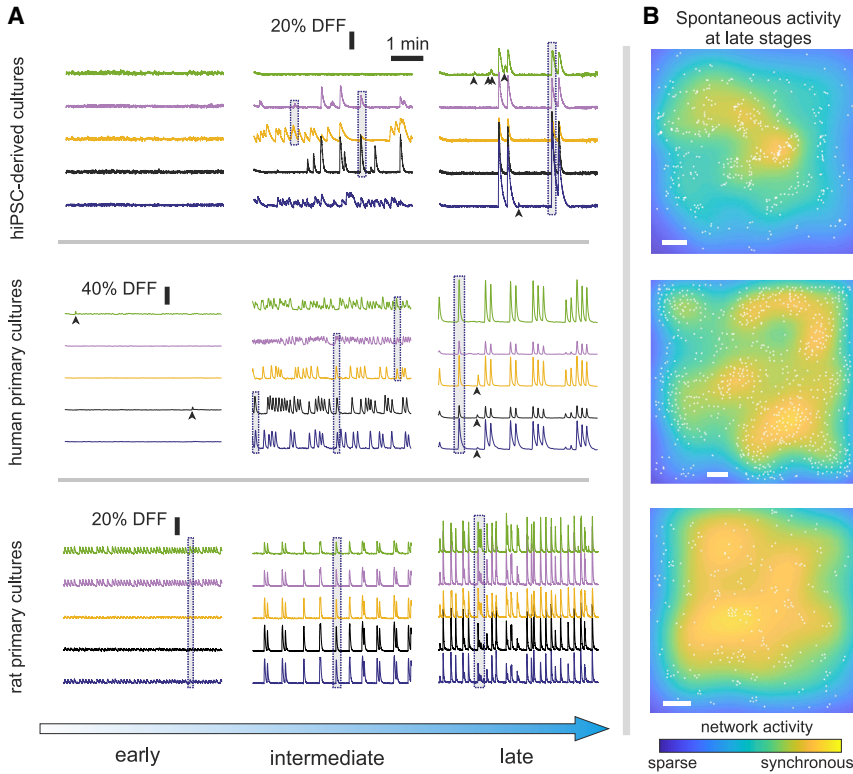 A
B
20% DFF
1 min
hiPSC-derived cultures
Spontaneous activity
at late stages
40% DFF
human primary cultures
20% DFF
rat primary cultures
early
intermediate
late
network activity
sparse
synchronous